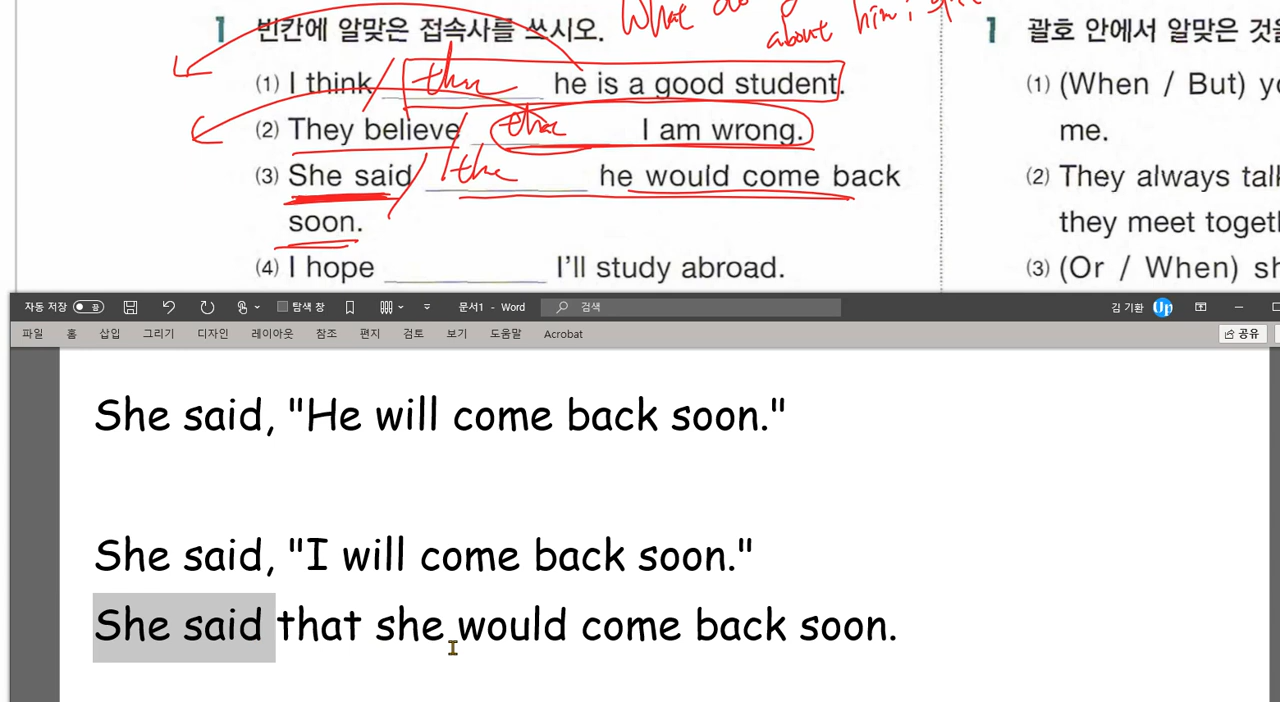 What do
about him ;
1 빈칸에 알맞은 접속사를 쓰시오.
(1) I think he is a good student.
(2) They believe I am wrong.
(3) She said the he would come back
soon.
(4) I hope I'll study abroad.
1 괄호 안에서 알맞은 것을
(1) (When / But) yo
me.
(2) They always talk
they meet togeth
(3) (Or / When) sh
자동 저장 끔 탐색 창 문서1 - Word 검색 김 기환
파일 홈 삽입 그리기 디자인 레이아웃 참조 편지 검토 보기 도움말 Acrobat 공유
She said, "He will come back soon."
She said, "I will come back soon."
She said that she would come back soon.